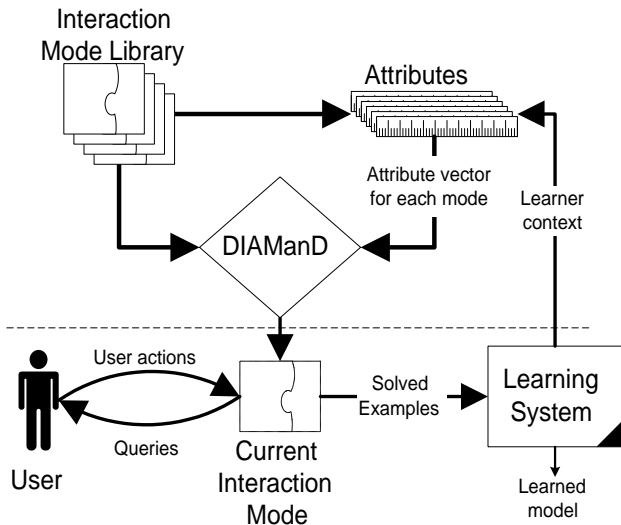 Interaction
Mode Library
Attributes
Attribute vector
for each mode
Learner
context
DIAManD
User actions
Queries
User
Current
Interaction
Mode
Solved
Examples
Learning
System
Learned
model